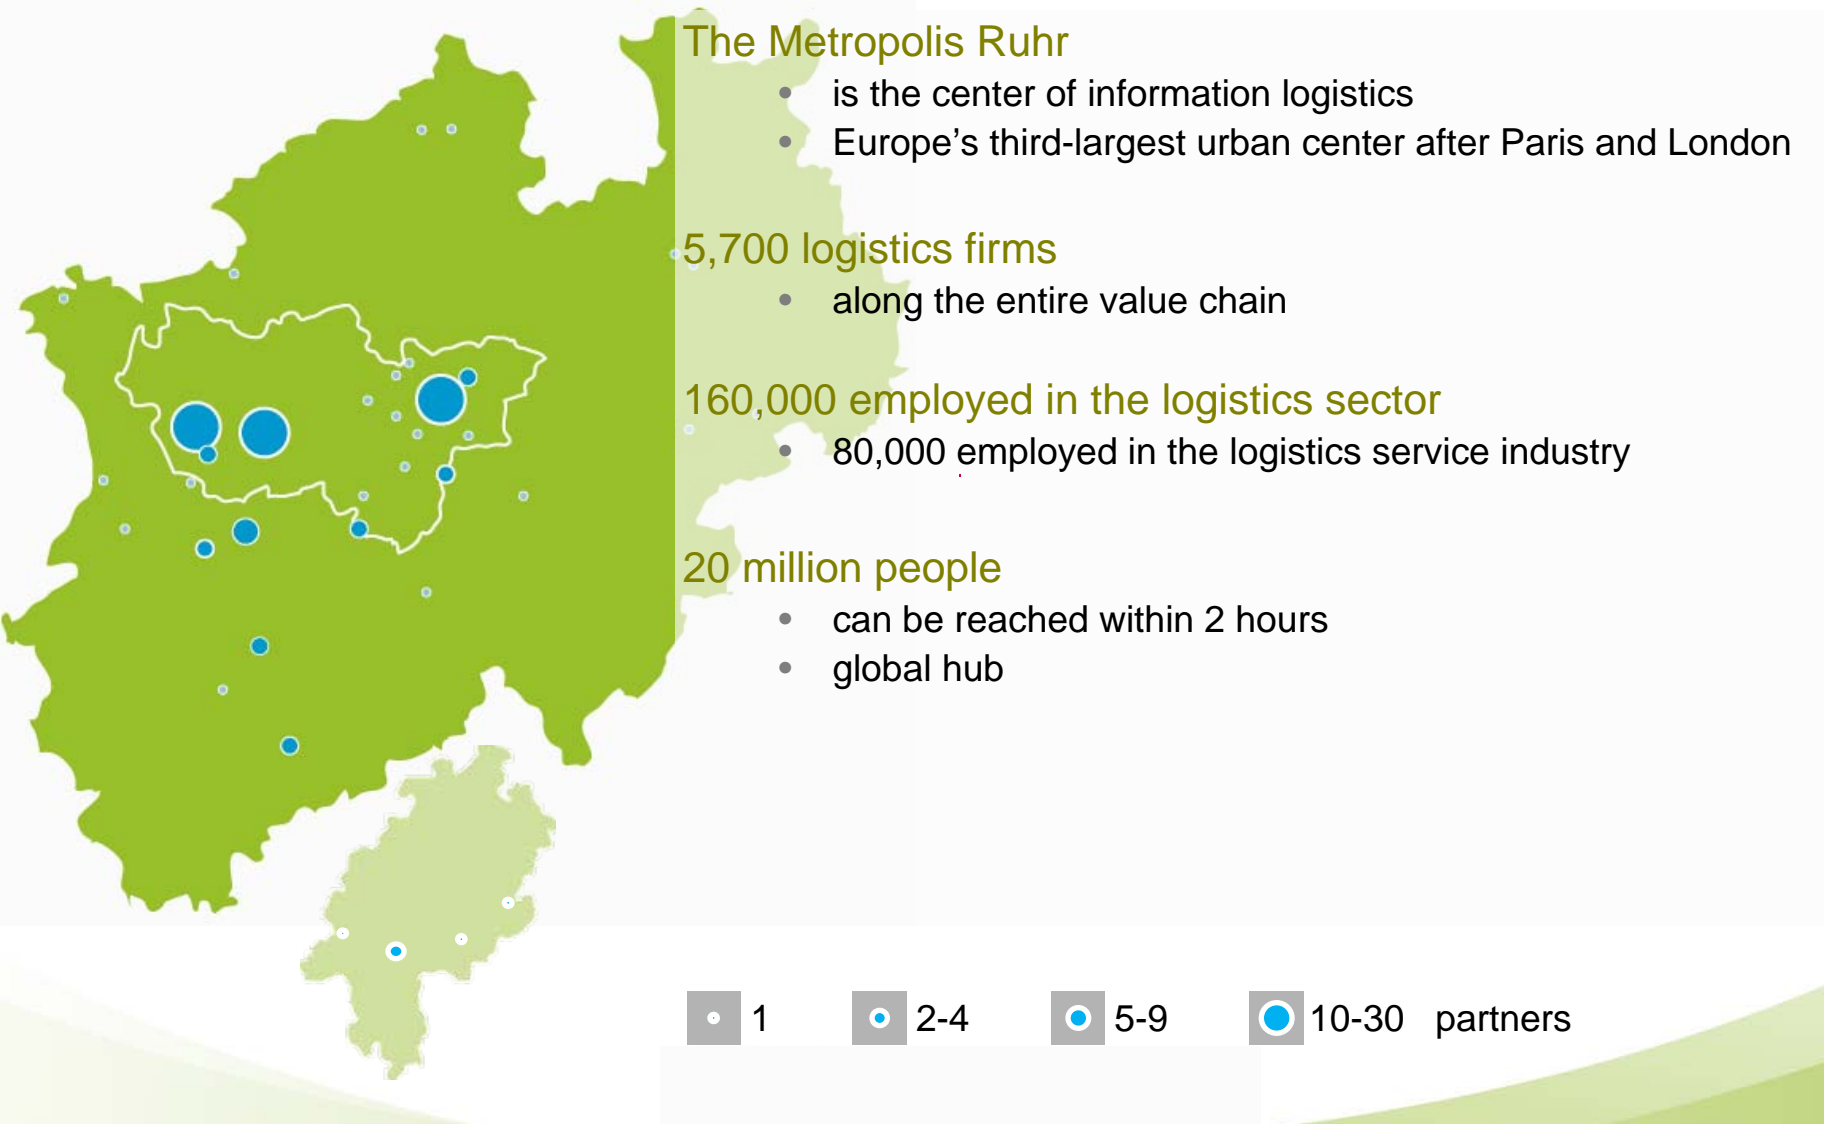 The Metropolis Ruhr
• is the center of information logistics
• Europe's third-largest urban center after Paris and London
5,700 logistics firms
• along the entire value chain
160,000 employed in the logistics sector
• 80,000 employed in the logistics service industry
20 million people
• can be reached within 2 hours
• global hub
1 2-4 5-9 10-30 partners